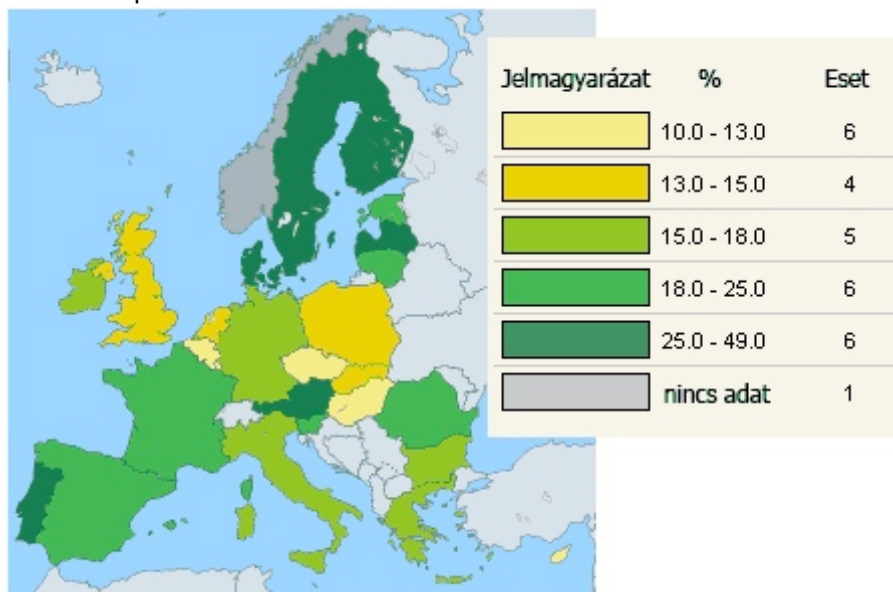 Jelmagyarázat % Eset
10.0 - 13.0 6
13.0 - 15.0 4
15.0 - 18.0 5
18.0 - 25.0 6
25.0 - 49.0 6
nincs adat 1